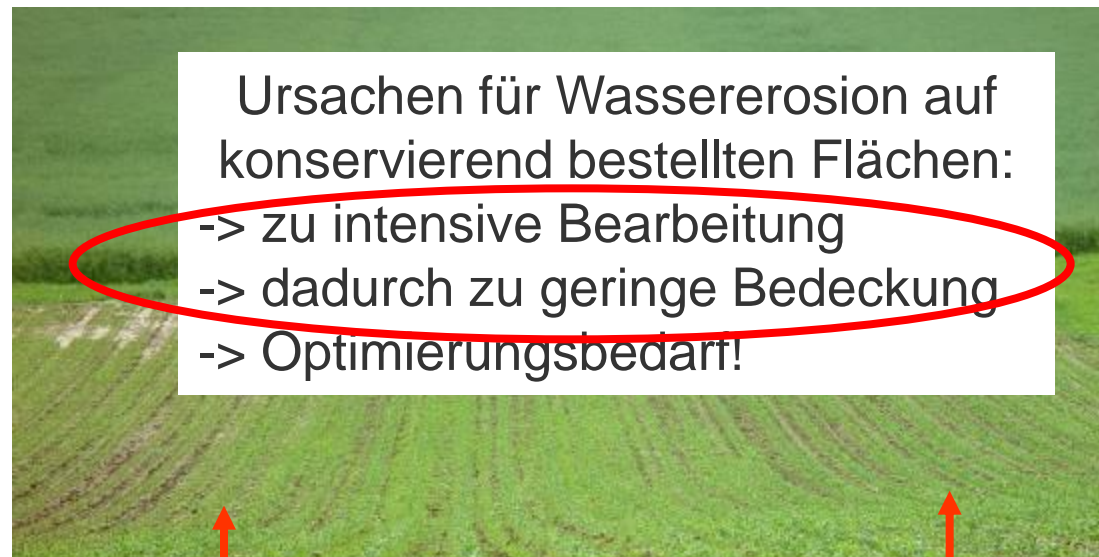 Ursachen für Wassererosion auf
konservierend bestellten Flächen:
-> zu intensive Bearbeitung
-> dadurch zu geringe Bedeckung
-> Optimierungsbedarf!